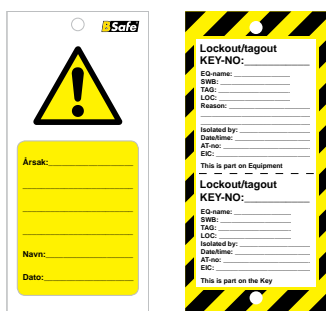 BSafe
Årsak:
Navn:
Dato:
Lockout/tagout
KEY-NO:
EQ-name:
SWB:
TAG:
LOC:
Reason:
Isolated by:
Date/time:
AT-no:
EIC:
This is part on Equipment
Lockout/tagout
KEY-NO:
EQ-name:
SWB:
TAG:
LOC:
Isolated by:
Date/time:
AT-no:
EIC:
This is part on the Key